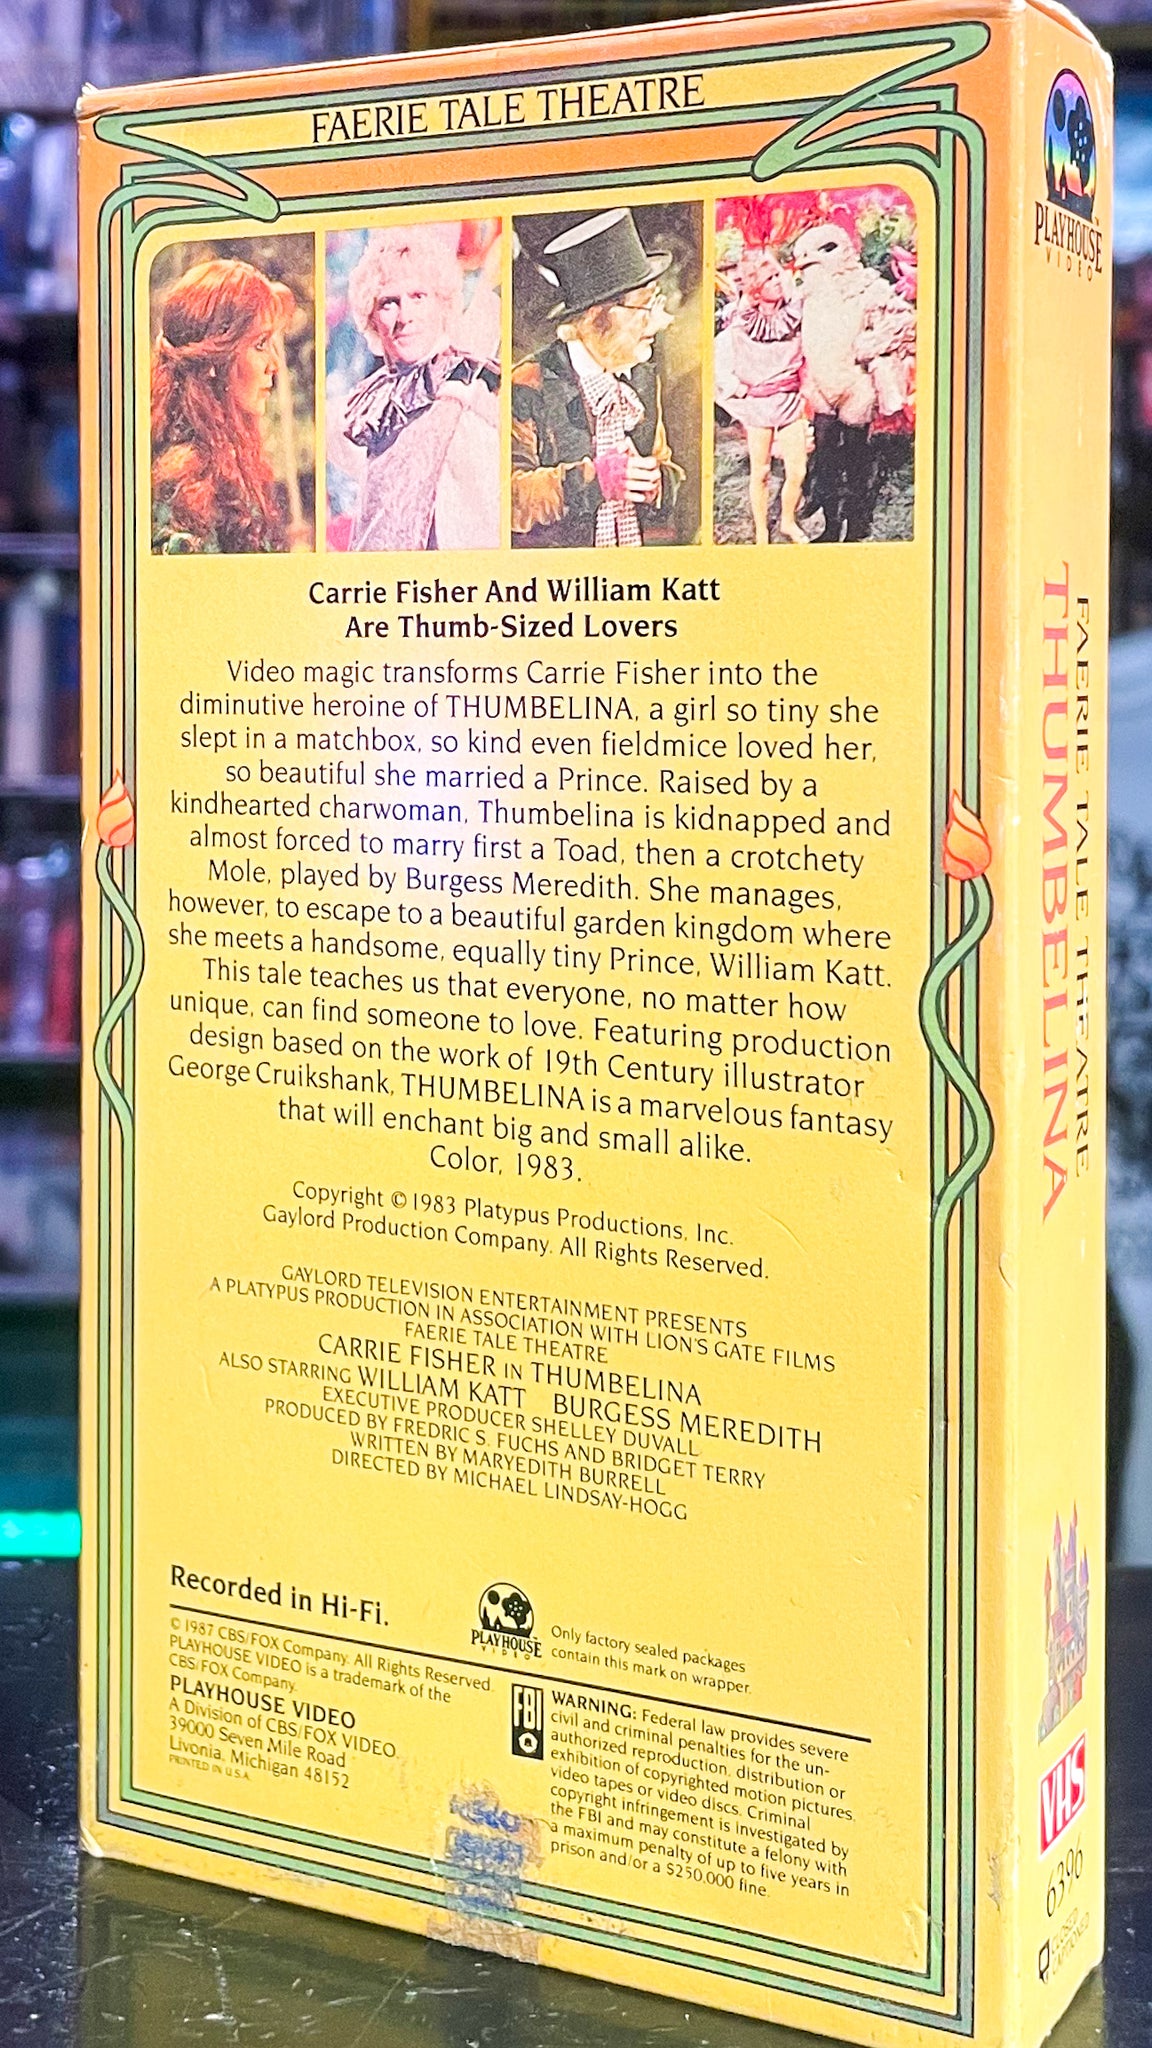 FAERIE TALE THEATRE
Carrie Fisher And William Katt
Are Thumb-Sized Lovers
Video magic transforms Carrie Fisher into the
diminutive heroine of THUMBELINA, a girl so tiny she
slept in a matchbox, so kind even fieldmice loved her,
so beautiful she married a Prince. Raised by a
kindhearted charwoman, Thumbelina is kidnapped and
almost forced to marry first a Toad, then a crotchety
Mole, played by Burgess Meredith. She manages,
however, to escape to a beautiful garden kingdom where
she meets a handsome, equally tiny Prince, William Katt.
This tale teaches us that everyone, no matter how
unique, can find someone to love. Featuring production
design based on the work of 19th Century illustrator
George Cruikshank, THUMBELINA is a marvelous fantasy
that will enchant big and small alike.
Color, 1983.
Copyright © 1983 Platypus Productions, Inc.
Gaylord Production Company. All Rights Reserved.
GAYLORD TELEVISION ENTERTAINMENT PRESENTS
A PLATYPUS PRODUCTION IN ASSOCIATION WITH LION'S GATE FILMS
FAERIE TALE THEATRE
CARRIE FISHER IN THUMBELINA
ALSO STARRING WILLIAM KATT BURGESS MEREDITH
EXECUTIVE PRODUCER SHELLEY DUVALL
PRODUCED BY FREDRIC S. FUCHS AND BRIDGET TERRY
WRITTEN BY MARYEDITH BURRELL
DIRECTED BY MICHAEL LINDSAY-HOGG
Recorded in Hi-Fi.
PLAYHOUSE
VIDEO
Only factory sealed packages
contain this mark on wrapper.
© 1987 CBS/FOX Company. All Rights Reserved.
PLAYHOUSE VIDEO is a trademark of the
CBS/FOX Company.
PLAYHOUSE VIDEO
A Division of CBS/FOX VIDEO
39000 Seven Mile Road
Livonia, Michigan 48152
PRINTED IN U.S.A.
FBI
WARNING: Federal law provides severe
civil and criminal penalties for the un-
authorized reproduction, distribution or
exhibition of copyrighted motion pictures,
video tapes or video discs. Criminal
copyright infringement is investigated by
the FBI and may constitute a felony with
a maximum penalty of up to five years in
prison and/or a $250,000 fine.
PLAYHOUSE
VIDEO
FAERIE TALE THEATRE
THUMBELINA
VHS
6396
CLOSED
CAPTIONED